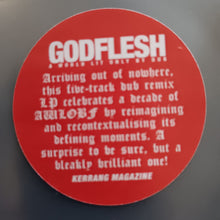 GODFLESH
A WORLD LIT ONLY BY DUB
Arriving out of nowhere,
this five-track dub remix
LP celebrates a decade of
AWLOBF by reimagining
and recontextualising its
defining moments. A
surprise to be sure, but a
bleakly brilliant one!
KERRANG MAGAZINE